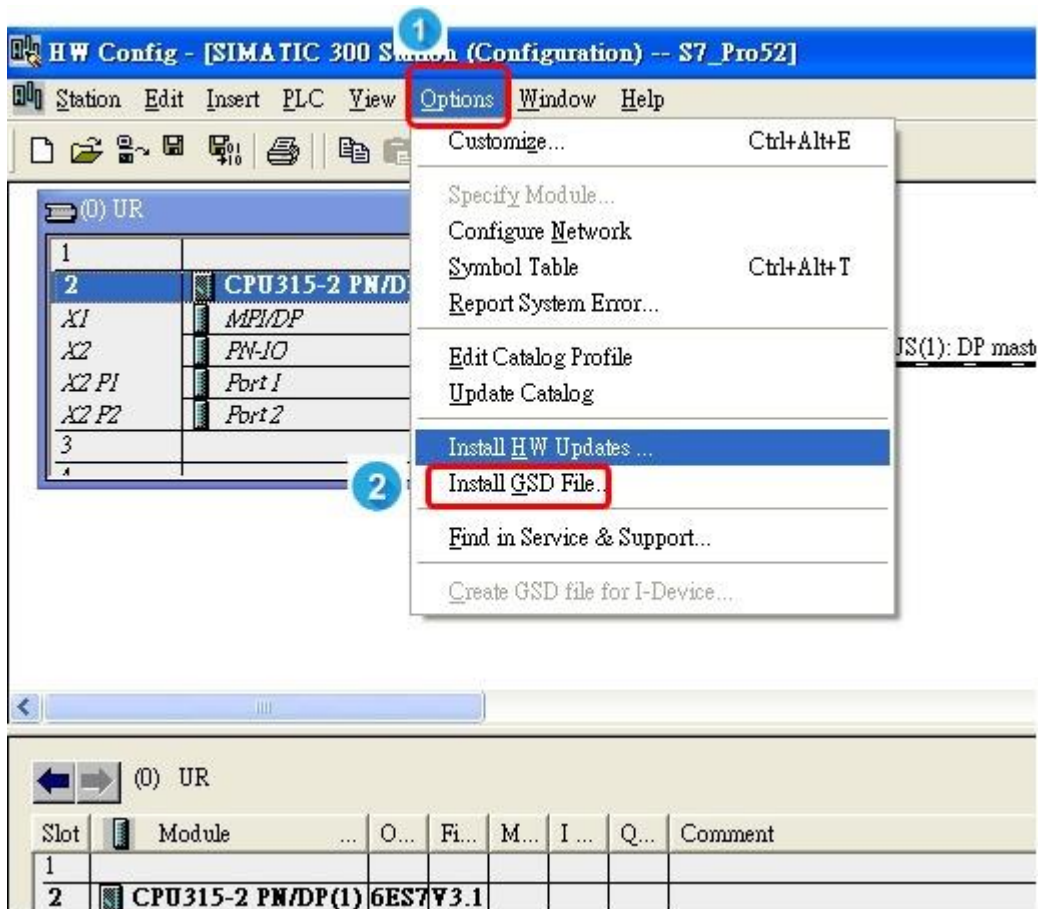 1
HW Config - [SIMATIC 300 Station (Configuration) -- S7_Pro52]
Station Edit Insert PLC View Options Window Help
Customize... Ctrl+Alt+E
Specify Module...
Configure Network
Symbol Table Ctrl+Alt+T
Report System Error...
Edit Catalog Profile
Update Catalog
Install HW Updates ...
2
Install GSD File..
Find in Service & Support...
Create GSD file for I-Device...
(0) UR
1
2 CPU315-2 PN/D
X1 MPI/DP
X2 PN-IO
X2 P1 Port 1
X2 P2 Port 2
3
4
JS(1): DP mast
(0) UR
Slot Module ... O... Fi... M... I ... Q... Comment
1
2 CPU315-2 PN/DP(1) 6ES7 V3.1